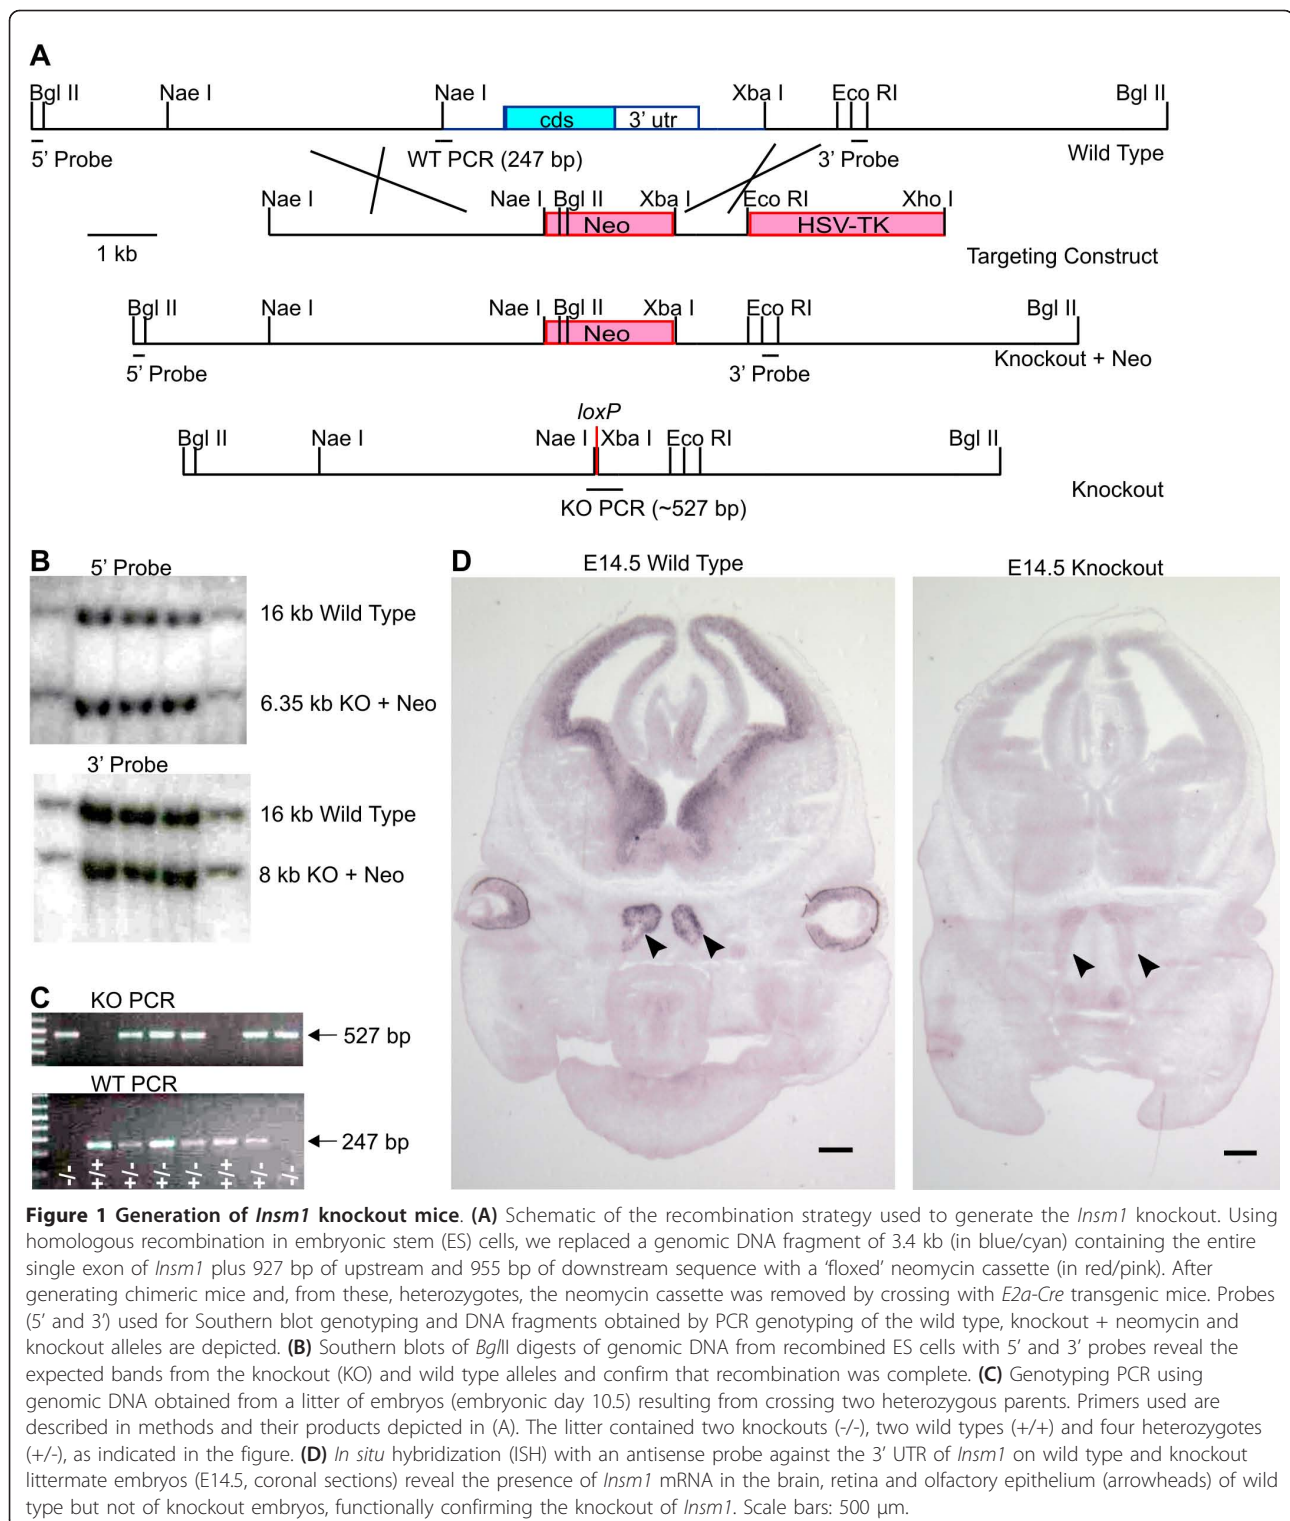 A
Bgl II Nae I Nae I Xba I Eco RI Bgl II
cds 3’ utr
5’ Probe WT PCR (247 bp) 3’ Probe Wild Type
Nae I Nae I Bgl II Xba I Eco RI Xho I
Neo HSV-TK
1 kb Targeting Construct
Bgl II Nae I Nae I Bgl II Xba I Eco RI Bgl II
Neo
5’ Probe 3’ Probe Knockout + Neo
loxP
Bgl II Nae I Nae I Xba I Eco RI Bgl II
KO PCR (~527 bp) Knockout
B
5’ Probe
16 kb Wild Type
6.35 kb KO + Neo
3’ Probe
16 kb Wild Type
8 kb KO + Neo
C
KO PCR
527 bp
WT PCR
247 bp
-/- +/+ +/- +/- +/- +/+ +/- -/-
D
E14.5 Wild Type E14.5 Knockout
Figure 1 Generation of Insm1 knockout mice. (A) Schematic of the recombination strategy used to generate the Insm1 knockout. Using
homologous recombination in embryonic stem (ES) cells, we replaced a genomic DNA fragment of 3.4 kb (in blue/cyan) containing the entire
single exon of Insm1 plus 927 bp of upstream and 955 bp of downstream sequence with a ‘floxed’ neomycin cassette (in red/pink). After
generating chimeric mice and, from these, heterozygotes, the neomycin cassette was removed by crossing with E2a-Cre transgenic mice. Probes
(5’ and 3’) used for Southern blot genotyping and DNA fragments obtained by PCR genotyping of the wild type, knockout + neomycin and
knockout alleles are depicted. (B) Southern blots of BglII digests of genomic DNA from recombined ES cells with 5’ and 3’ probes reveal the
expected bands from the knockout (KO) and wild type alleles and confirm that recombination was complete. (C) Genotyping PCR using
genomic DNA obtained from a litter of embryos (embryonic day 10.5) resulting from crossing two heterozygous parents. Primers used are
described in methods and their products depicted in (A). The litter contained two knockouts (-/-), two wild types (+/+) and four heterozygotes
(+/-), as indicated in the figure. (D) In situ hybridization (ISH) with an antisense probe against the 3’ UTR of Insm1 on wild type and knockout
littermate embryos (E14.5, coronal sections) reveal the presence of Insm1 mRNA in the brain, retina and olfactory epithelium (arrowheads) of wild
type but not of knockout embryos, functionally confirming the knockout of Insm1. Scale bars: 500 μm.